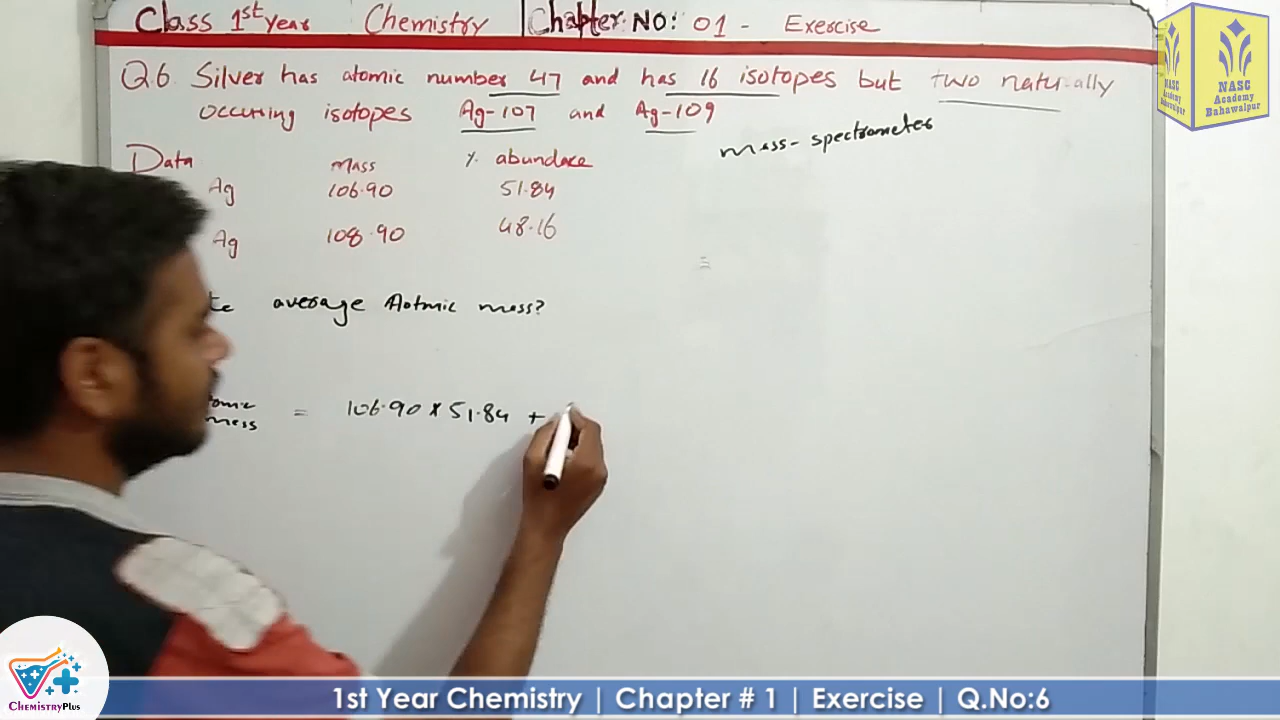 Class 1st year Chemistry | Chapter NO: 01 - Exercise
Q.6 Silver has atomic number 47 and has 16 isotopes but two naturally
occuring isotopes Ag-107 and Ag-109
mass-spectrometer
Data mass % abundace
Ag 106.90 51.84
Ag 108.90 48.16
=
te average Aotmic mass?
tomic
mess
= 106.90 × 51.84 +
NASC
Academy
Bahawalpur
NASC
Academy
Bahawalpur
ChemistryPlus
1st Year Chemistry | Chapter # 1 | Exercise | Q.No:6